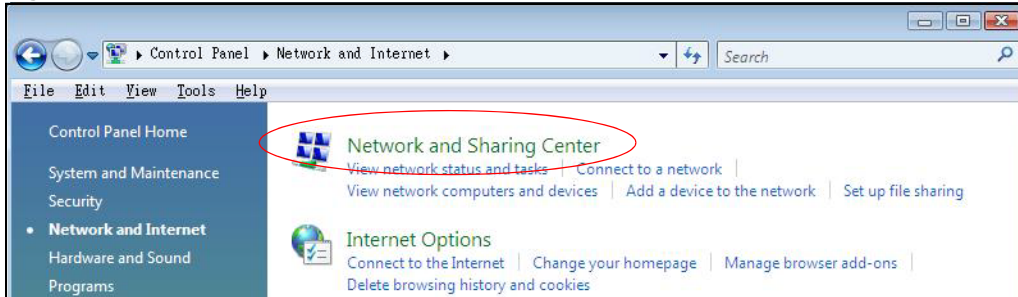 Control Panel Network and Internet Search
File Edit View Tools Help
Control Panel Home
System and Maintenance
Security
Network and Internet
Hardware and Sound
Programs
Network and Sharing Center
View network status and tasks Connect to a network
View network computers and devices Add a device to the network Set up file sharing
Internet Options
Connect to the Internet Change your homepage Manage browser add-ons
Delete browsing history and cookies